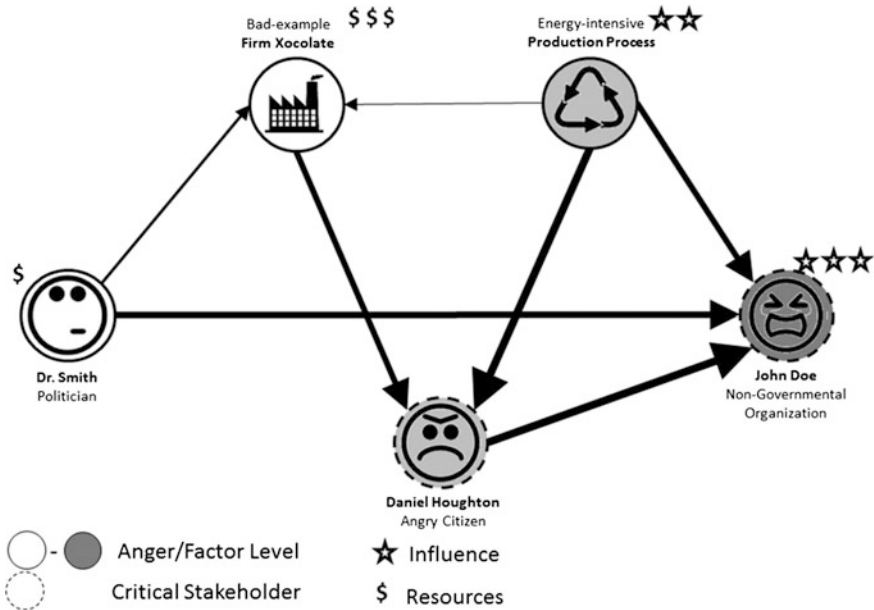 Bad-example
Firm Xocolate
$ $ $
Energy-intensive
Production Process
$
Dr. Smith
Politician
John Doe
Non-Governmental
Organization
Daniel Houghton
Angry Citizen
- Anger/Factor Level
Influence
Critical Stakeholder
$ Resources